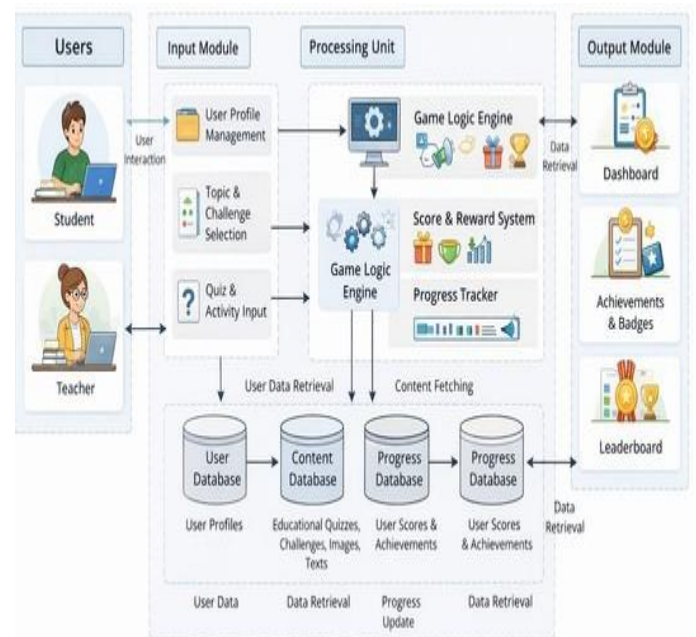 Users
Input Module
Processing Unit
Output Module
User Profile
Management
Game Logic Engine
User
Interaction
Data
Retrieval
Dashboard
Student
Topic &
Challenge
Selection
Score & Reward System
Game Logic
Engine
Quiz &
Activity Input
Progress Tracker
Achievements
& Badges
Teacher
User Data Retrieval
Content Fetching
Leaderboard
User
Database
Content
Database
Progress
Database
Progress
Database
User Profiles
Educational Quizzes,
Challenges, Images,
Texts
User Scores &
Achievements
User Scores
& Achievements
Data
Retrieval
User Data
Data Retrieval
Progress
Update
Data Retrieval